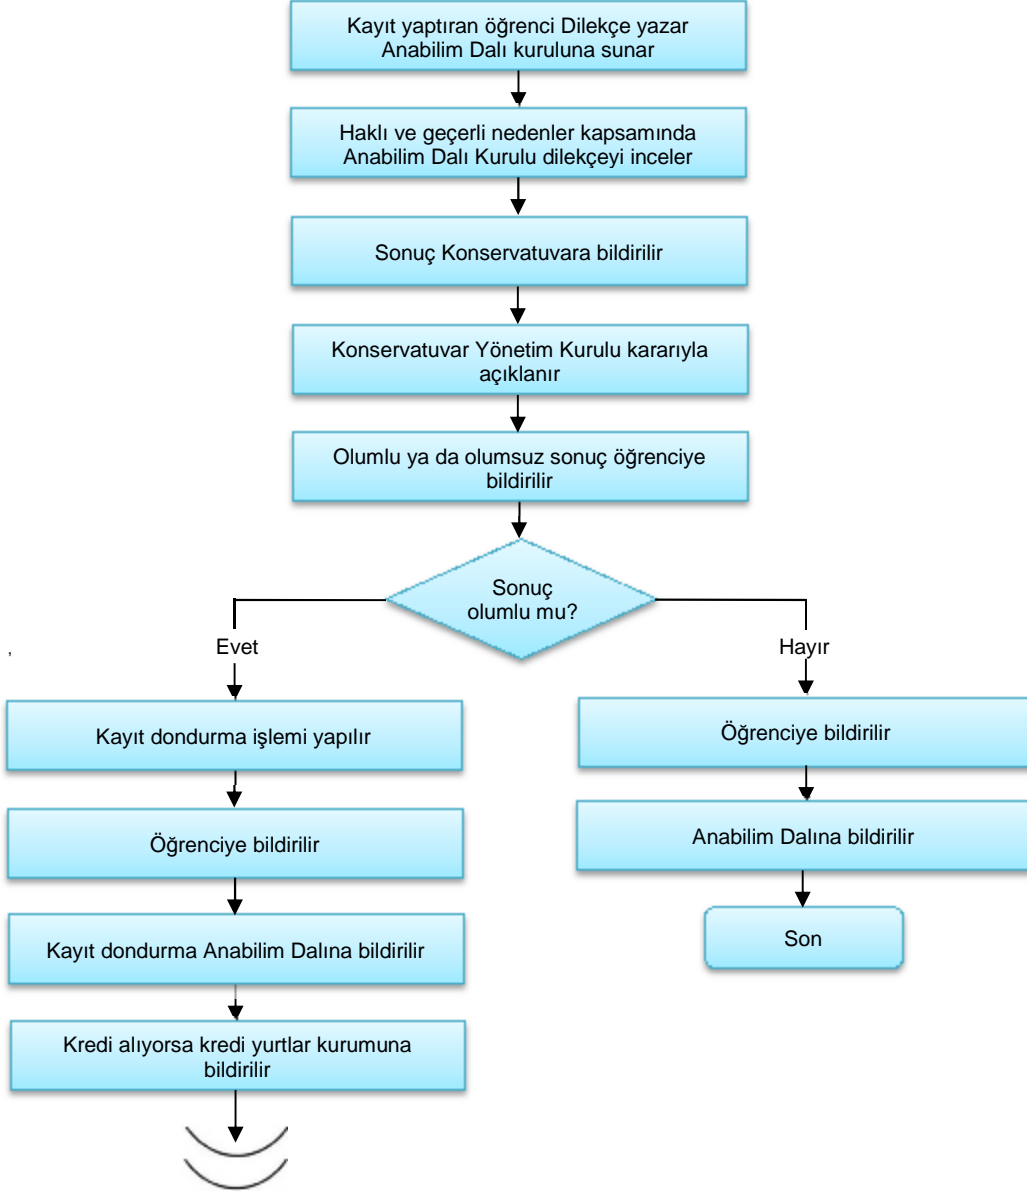 Kayıt yaptıran öğrenci Dilekçe yazar
Anabilim Dalı kuruluna sunar
Haklı ve geçerli nedenler kapsamında
Anabilim Dalı Kurulu dilekçeyi inceler
Sonuç Konservatuvara bildirilir
Konservatuvar Yönetim Kurulu kararıyla
açıklanır
Olumlu ya da olumsuz sonuç öğrenciye
bildirilir
Sonuç
olumlu mu?
,
Evet
Kayıt dondurma işlemi yapılır
Öğrenciye bildirilir
Kayıt dondurma Anabilim Dalına bildirilir
Kredi alıyorsa kredi yurtlar kurumuna
bildirilir
Hayır
Öğrenciye bildirilir
Anabilim Dalına bildirilir
Son